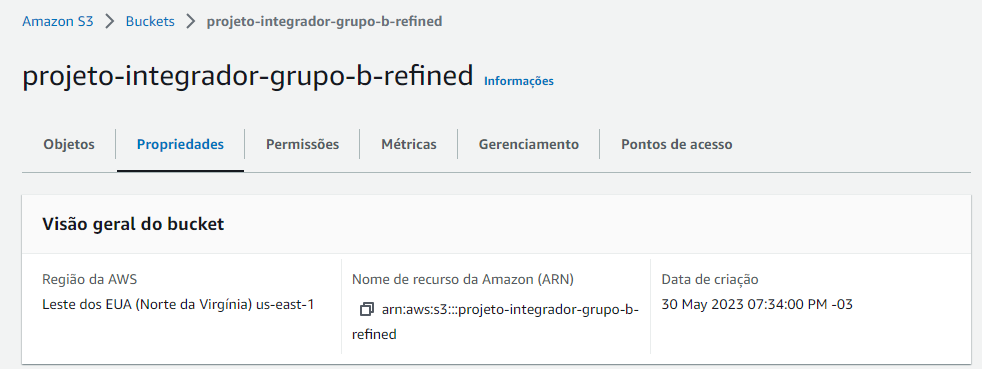 Amazon S3 > Buckets > projeto-integrador-grupo-b-refined
projeto-integrador-grupo-b-refined Informações
Objetos Propriedades Permissões Métricas Gerenciamento Pontos de acesso
Visão geral do bucket
Região da AWS
Leste dos EUA (Norte da Virgínia) us-east-1
Nome de recurso da Amazon (ARN)
arn:aws:s3:::projeto-integrador-grupo-b-
refined
Data de criação
30 May 2023 07:34:00 PM -03